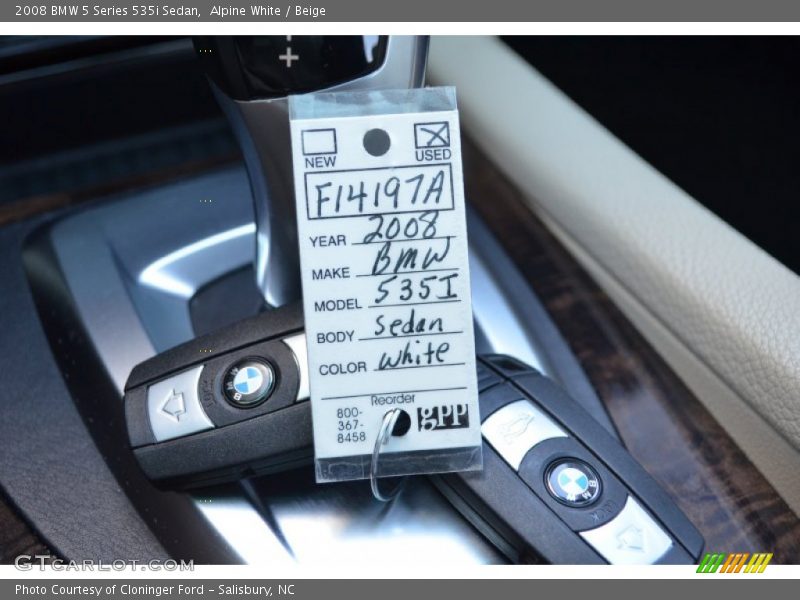 2008 BMW 5 Series 535i Sedan, Alpine White / Beige
NEW
USED
F14197A
YEAR 2008
MAKE BMW
MODEL 535I
BODY Sedan
COLOR white
Reorder
800-
367-
8458
gpp
LOCK
GTCARLOT.COM
Photo Courtesy of Cloninger Ford – Salisbury, NC